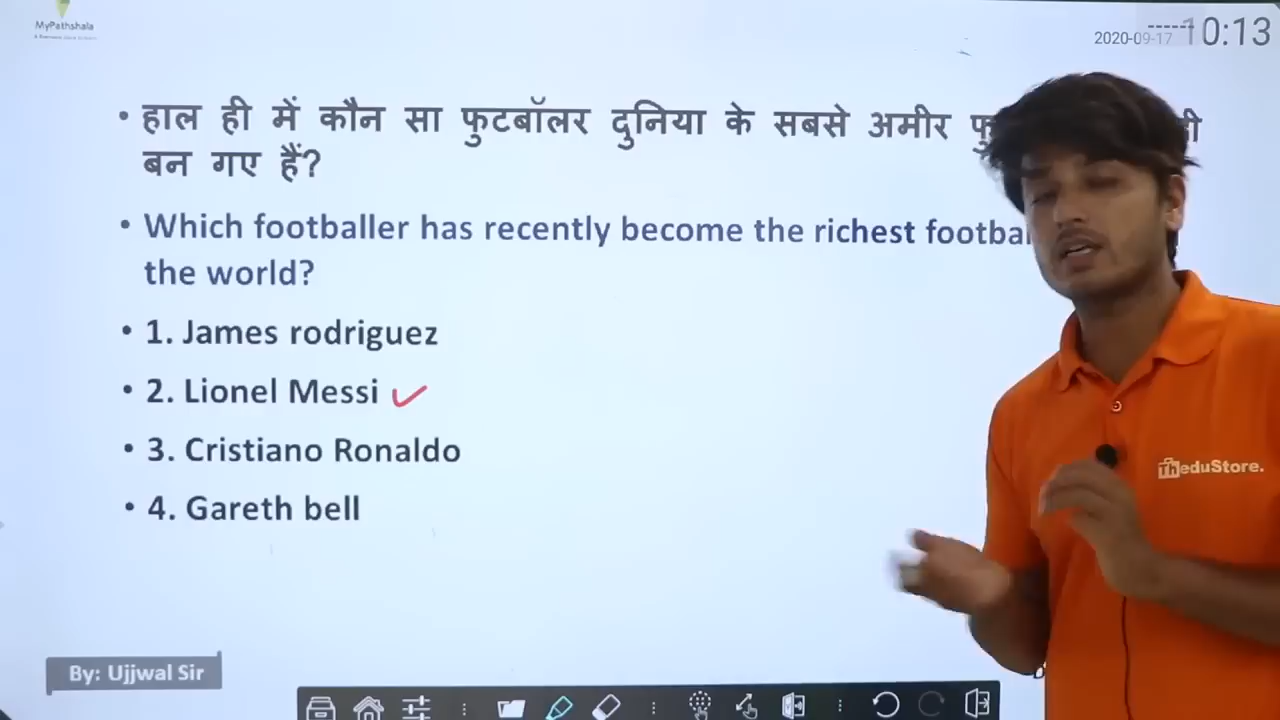 MyPathshala
2020-09-17 10:13
• हाल ही में कौन सा फुटबॉलर दुनिया के सबसे अमीर
बन गए हैं?
• Which footballer has recently become the richest
the world?
• 1. James rodriguez
• 2. Lionel Messi ✓
• 3. Cristiano Ronaldo
• 4. Gareth bell
TheduStore.
By: Ujjwal Sir